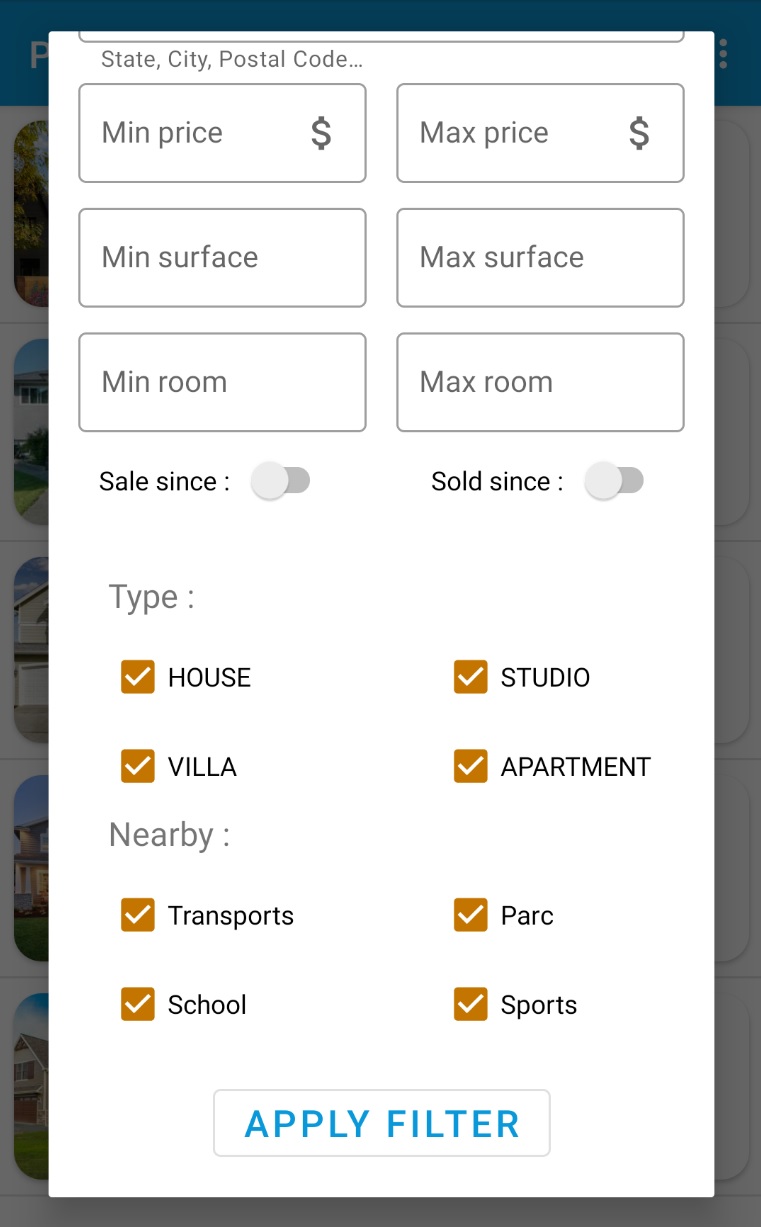 P
State, City, Postal Code…
Min price $
Max price $
Min surface
Max surface
Min room
Max room
Sale since :
Sold since :
Type :
HOUSE
STUDIO
VILLA
APARTMENT
Nearby :
Transports
Parc
School
Sports
APPLY FILTER